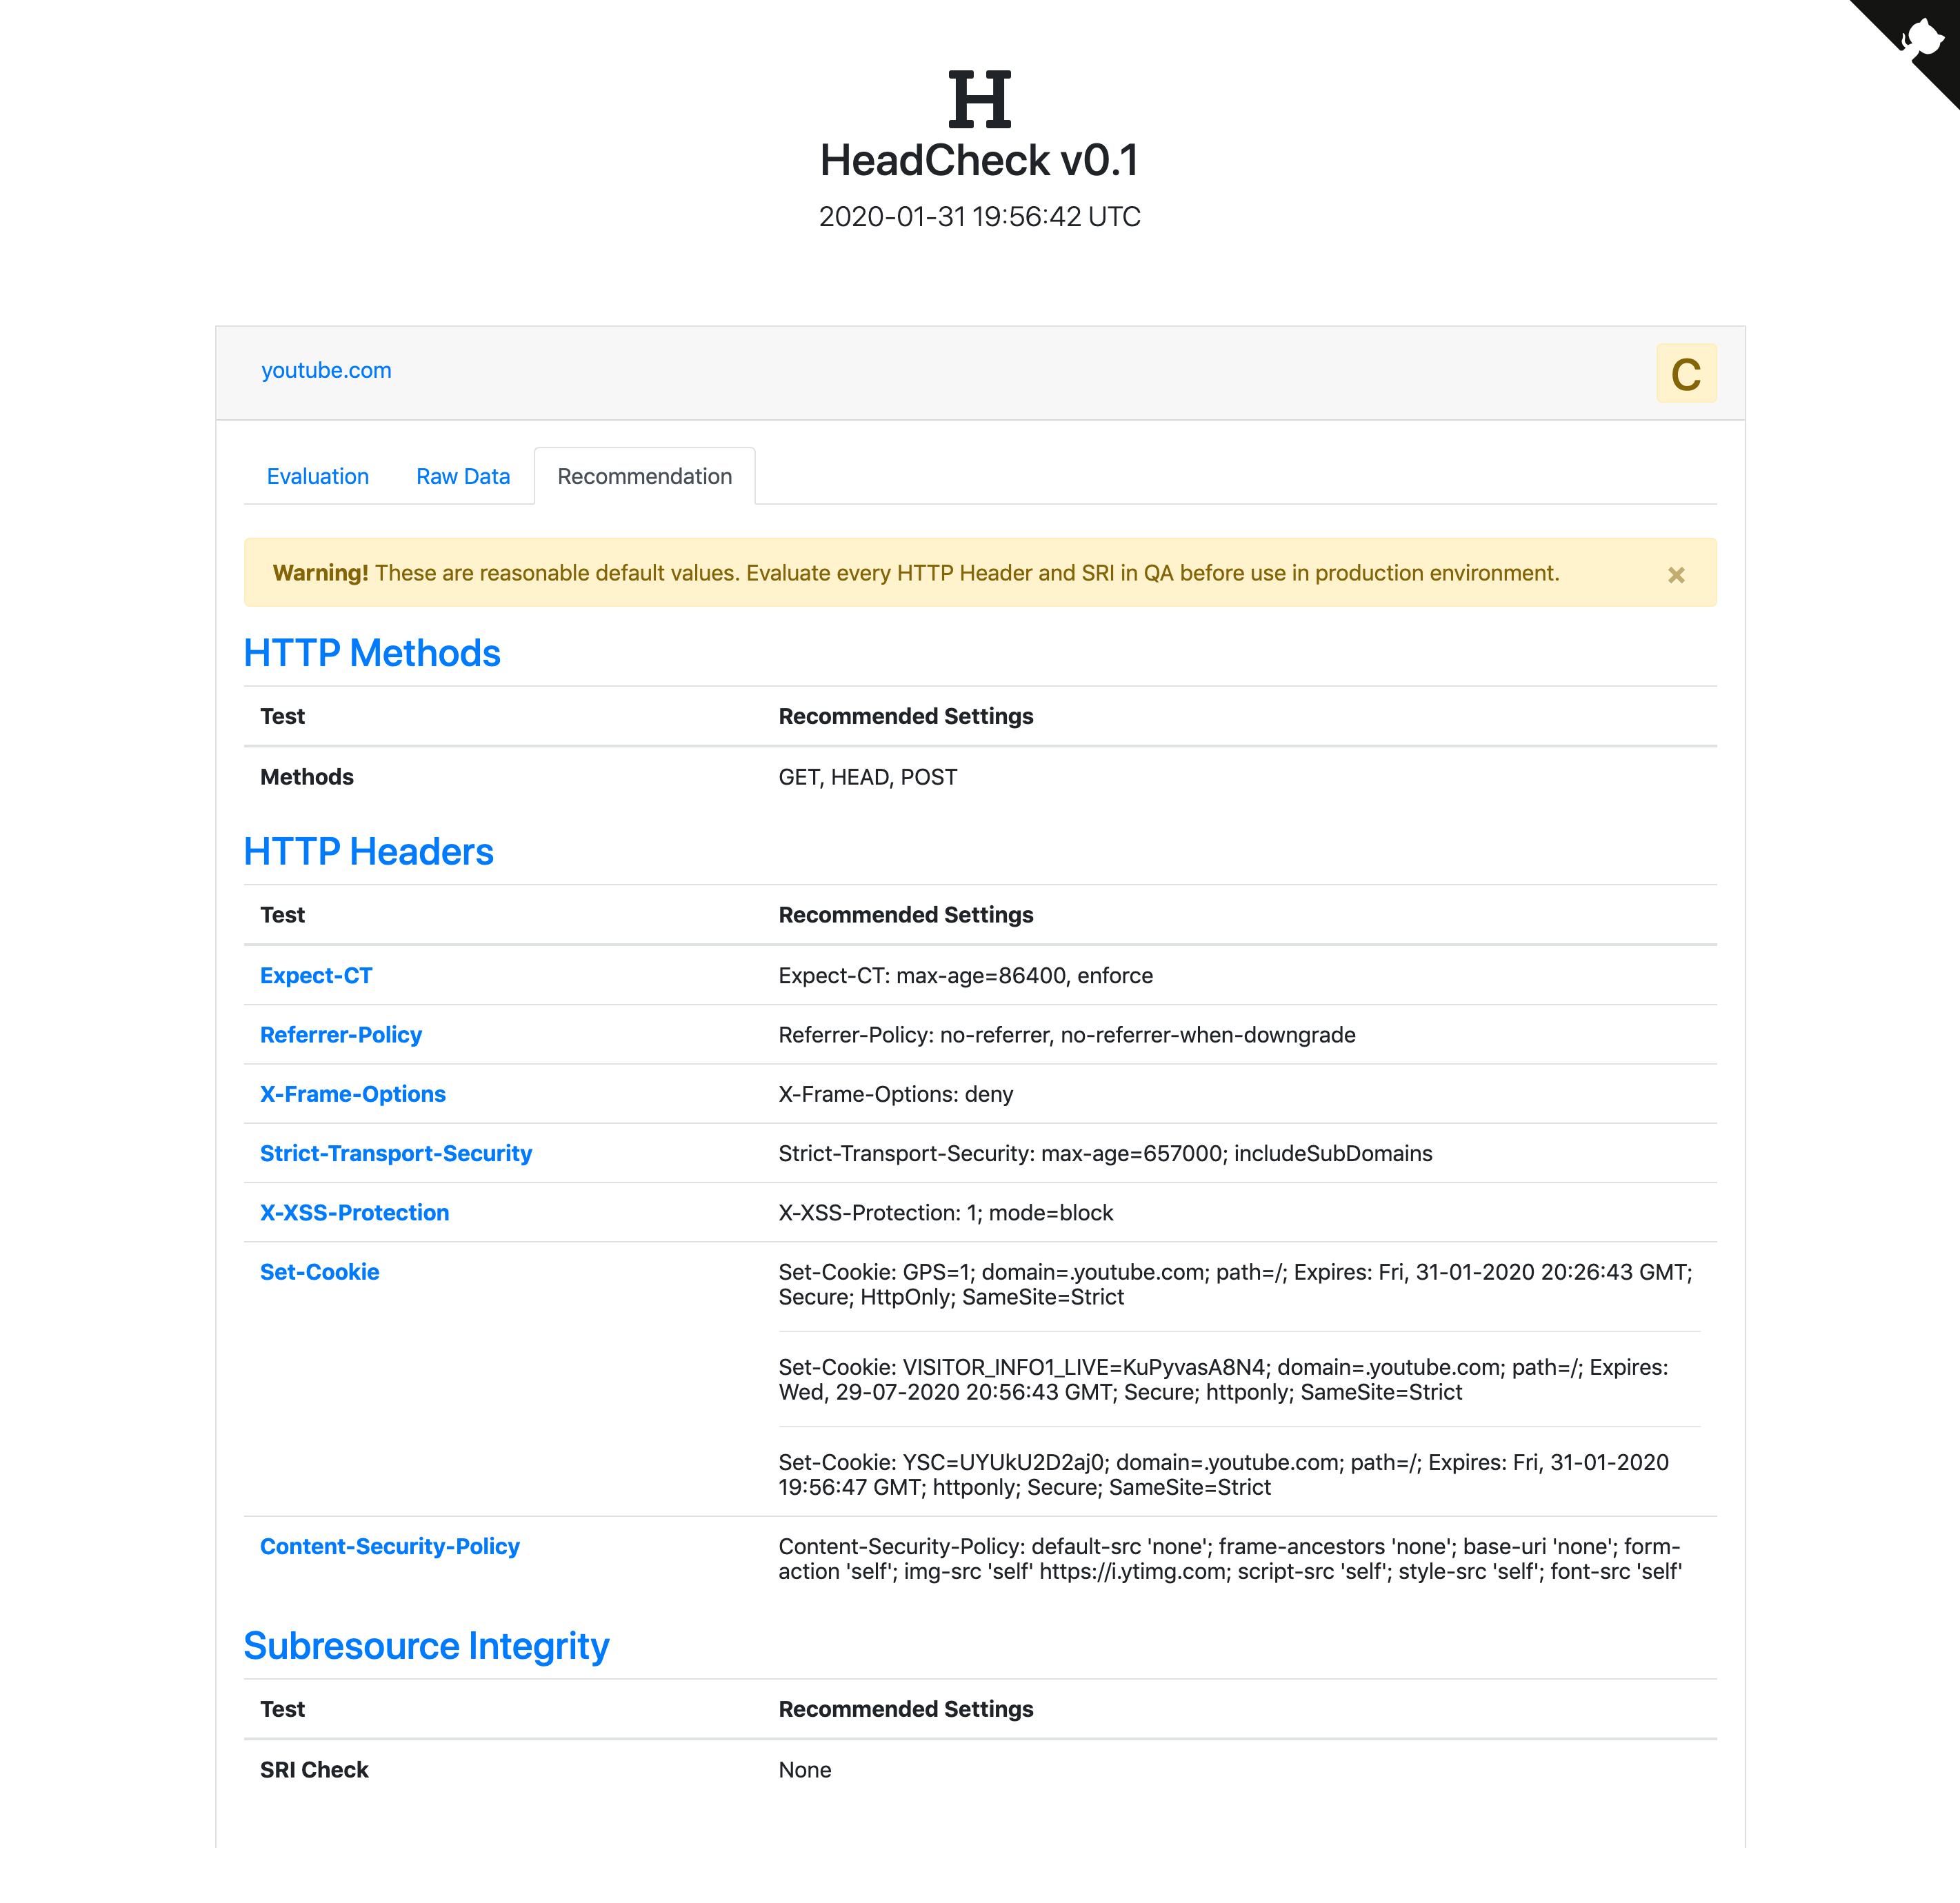 H
HeadCheck v0.1
2020-01-31 19:56:42 UTC
youtube.com
C
Evaluation Raw Data Recommendation
Warning! These are reasonable default values. Evaluate every HTTP Header and SRI in QA before use in production environment. ×
HTTP Methods
Test Recommended Settings
Methods GET, HEAD, POST
HTTP Headers
Test Recommended Settings
Expect-CT Expect-CT: max-age=86400, enforce
Referrer-Policy Referrer-Policy: no-referrer, no-referrer-when-downgrade
X-Frame-Options X-Frame-Options: deny
Strict-Transport-Security Strict-Transport-Security: max-age=657000; includeSubDomains
X-XSS-Protection X-XSS-Protection: 1; mode=block
Set-Cookie Set-Cookie: GPS=1; domain=.youtube.com; path=/; Expires: Fri, 31-01-2020 20:26:43 GMT;
Secure; HttpOnly; SameSite=Strict
Set-Cookie: VISITOR_INFO1_LIVE=KuPyvasA8N4; domain=.youtube.com; path=/; Expires:
Wed, 29-07-2020 20:56:43 GMT; Secure; httponly; SameSite=Strict
Set-Cookie: YSC=UYUkU2D2aj0; domain=.youtube.com; path=/; Expires: Fri, 31-01-2020
19:56:47 GMT; httponly; Secure; SameSite=Strict
Content-Security-Policy Content-Security-Policy: default-src 'none'; frame-ancestors 'none'; base-uri 'none'; form-
action 'self'; img-src 'self' https://i.ytimg.com; script-src 'self'; style-src 'self'; font-src 'self'
Subresource Integrity
Test Recommended Settings
SRI Check None